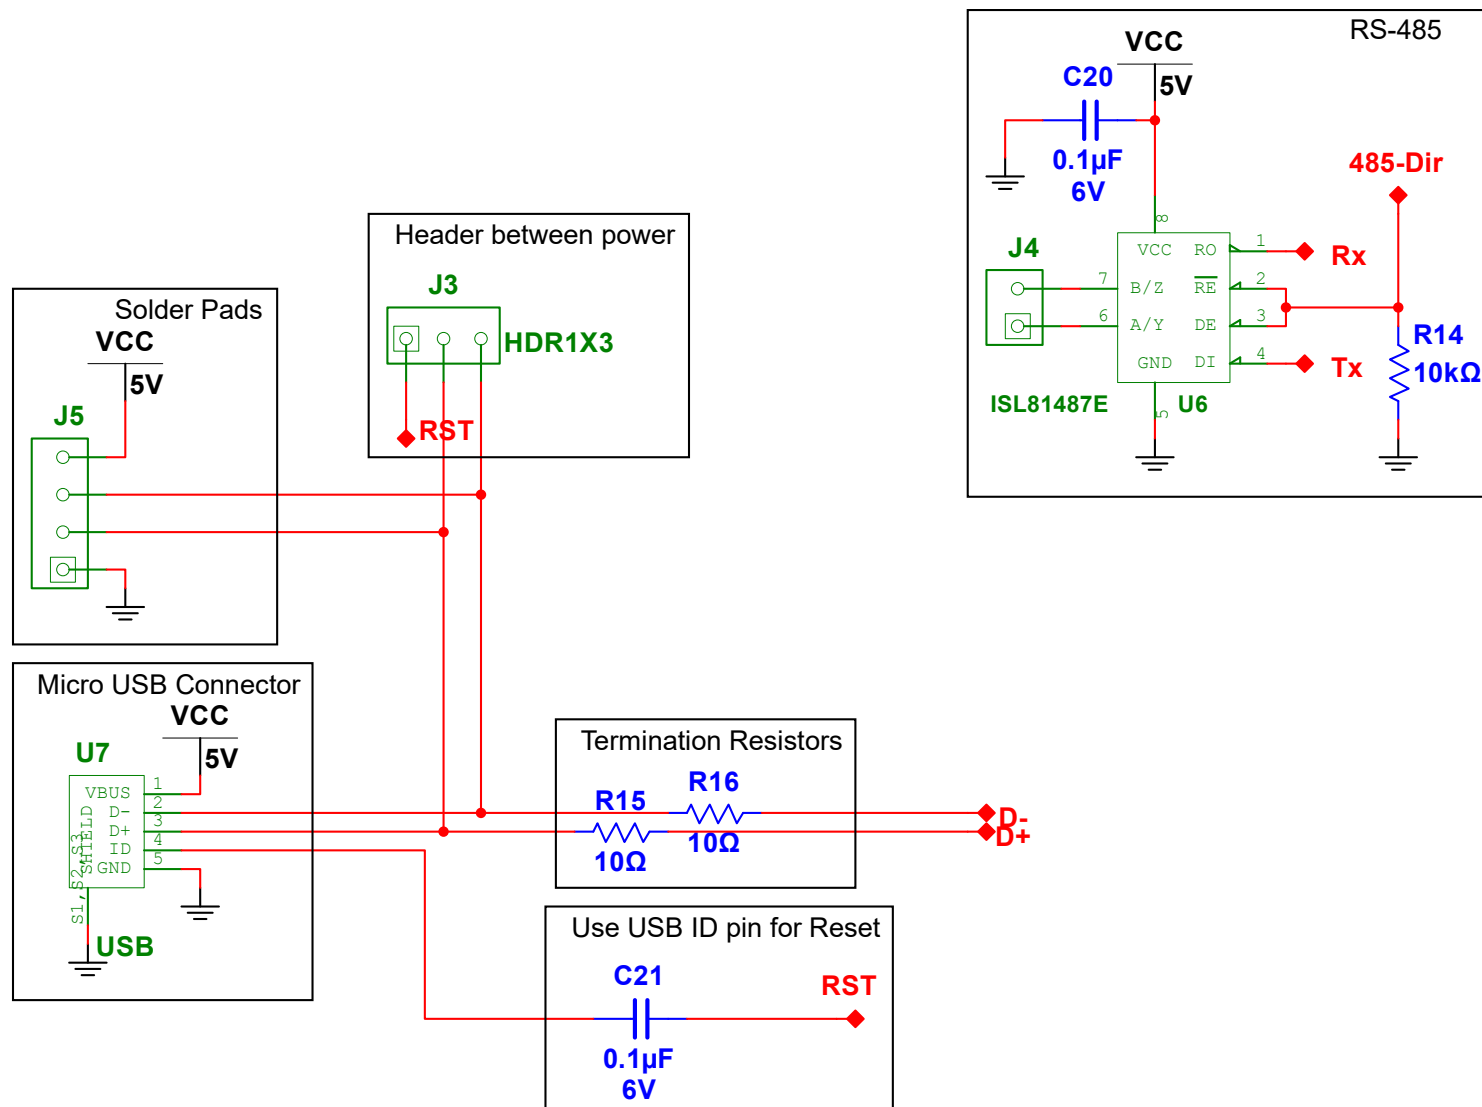 RS-485
VCC
5V
C20
0.1µF
6V
485-Dir
8
J4
7
6
VCC
RO
1
Rx
B/Z
RE
2
A/Y
DE
3
GND
DI
4
Tx
R14
10kΩ
ISL81487E
5
U6
Header between power
J3
HDR1X3
RST
Solder Pads
VCC
5V
J5
Micro USB Connector
VCC
5V
U7
VBUS
1
D-
2
D+
3
ID
4
GND
5
SHIELD
S1,S2,S3
USB
Termination Resistors
R16
R15
10Ω
10Ω
D-
D+
Use USB ID pin for Reset
C21
RST
0.1µF
6V